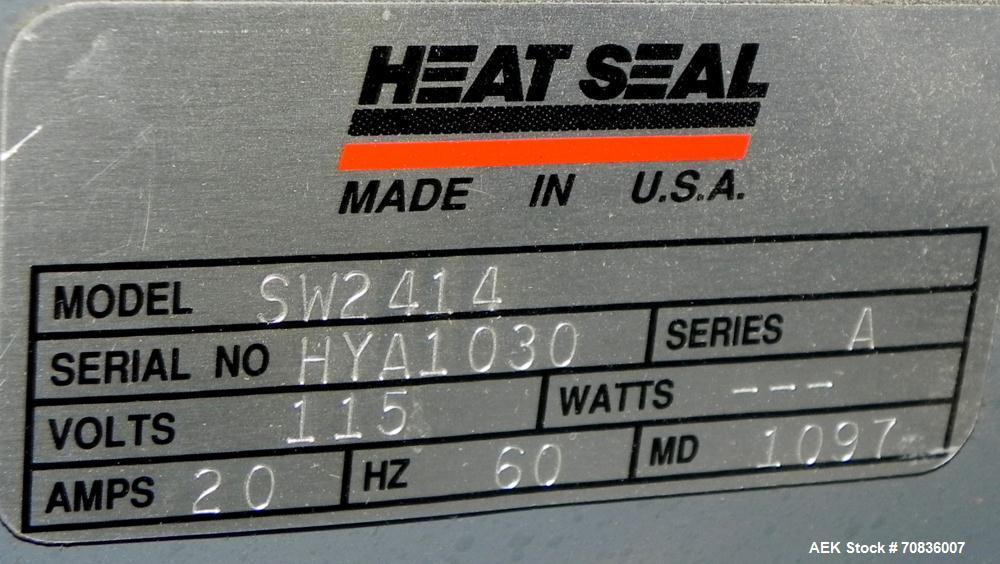 HEAT SEAL
MADE IN U.S.A.
MODEL SW2414
SERIAL NO HYA1030 SERIES A
VOLTS 115 WATTS ---
AMPS 20 HZ 60 MD 1097
AEK Stock # 70836007